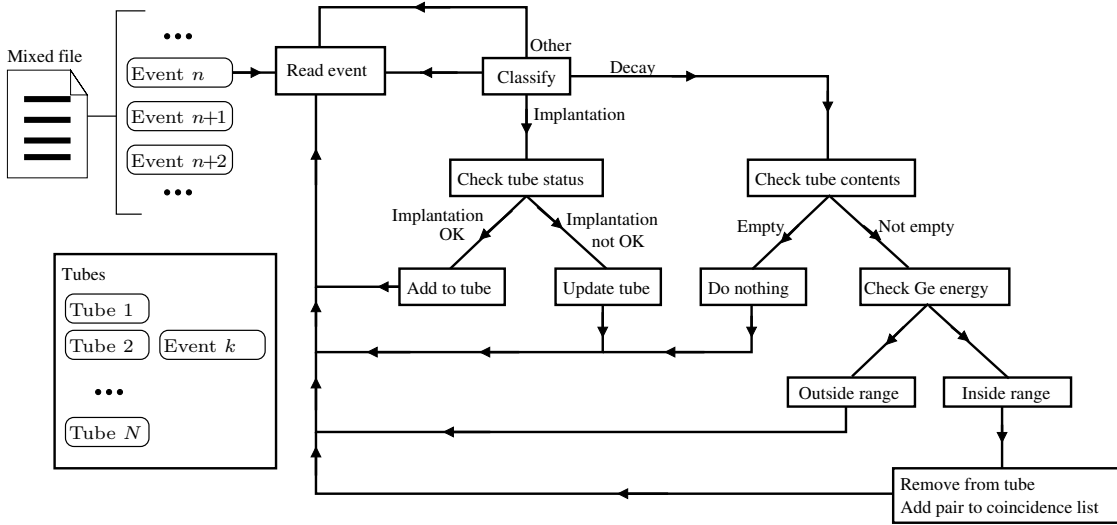 Mixed file
•••
Event n
Event n+1
Event n+2
•••
Read event
Classify
Other
Decay
Implantation
Check tube status
Check tube contents
Implantation
OK
Implantation
not OK
Empty
Not empty
Add to tube
Update tube
Do nothing
Check Ge energy
Tubes
Tube 1
Tube 2
Event k
•••
Tube N
Outside range
Inside range
Remove from tube
Add pair to coincidence list